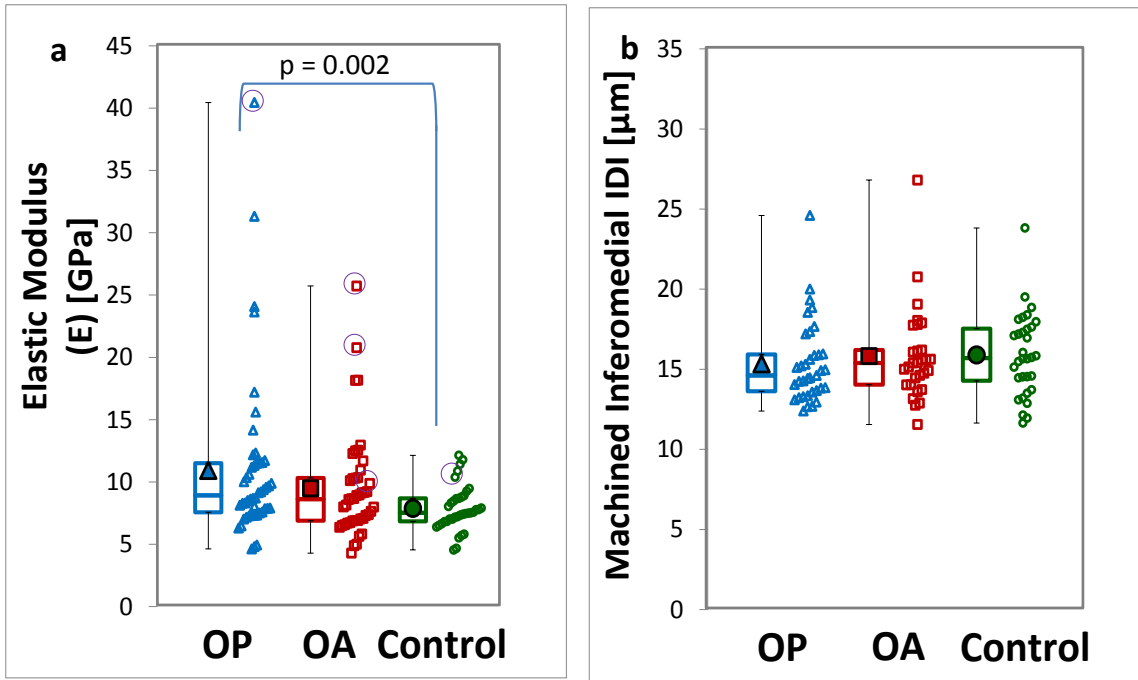 a
p = 0.002
Elastic Modulus
(E) [GPa]
45
40
35
30
25
20
15
10
5
0
OP
OA
Control
b
Machined Inferomedial IDI [µm]
35
30
25
20
15
10
5
0
OP
OA
Control